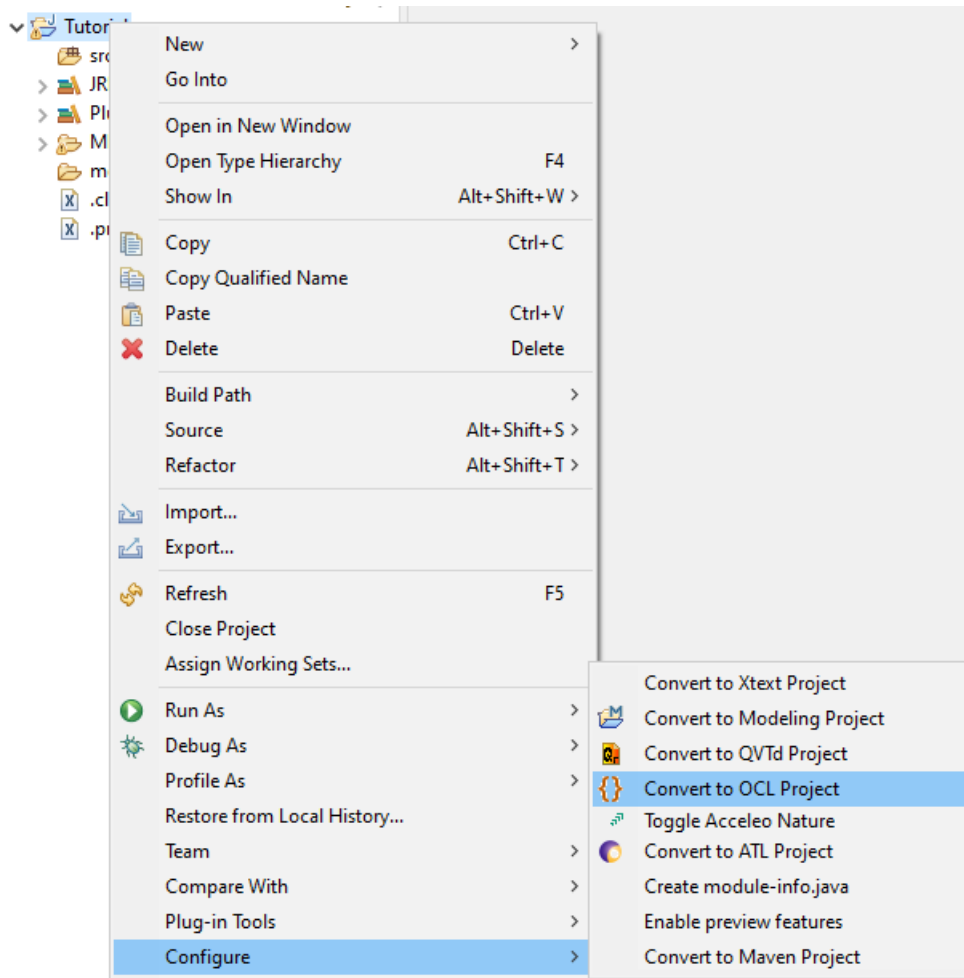 Tutorial
src
JR
Plu
M
m
.cl
.pr
New
Go Into
Open in New Window
Open Type Hierarchy F4
Show In Alt+Shift+W >
Copy Ctrl+C
Copy Qualified Name
Paste Ctrl+V
Delete Delete
Build Path
Source Alt+Shift+S >
Refactor Alt+Shift+T >
Import...
Export...
Refresh F5
Close Project
Assign Working Sets...
Run As
Debug As
Profile As
Restore from Local History...
Team
Compare With
Plug-in Tools
Configure
Convert to Xtext Project
Convert to Modeling Project
Convert to QVTd Project
Convert to OCL Project
Toggle Acceleo Nature
Convert to ATL Project
Create module-info.java
Enable preview features
Convert to Maven Project